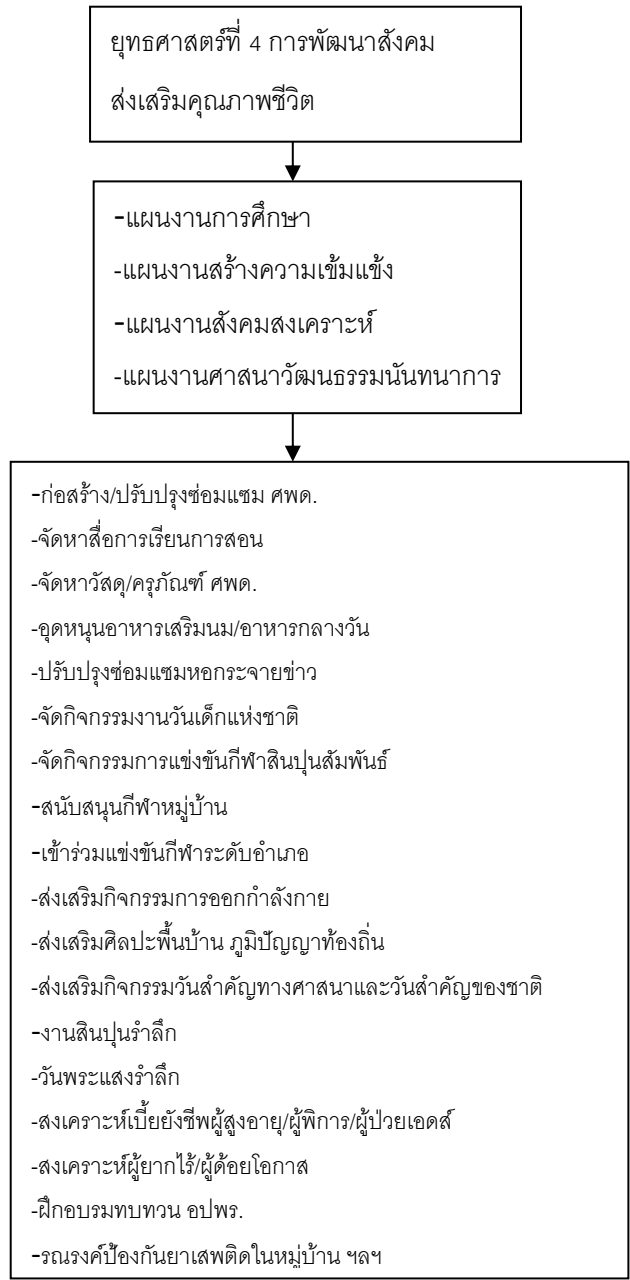 ยุทธศาสตร์ที่ 4 การพัฒนาสังคม
ส่งเสริมคุณภาพชีวิต
-แผนงานการศึกษา
-แผนงานสร้างความเข้มแข้ง
-แผนงานสังคมสงเคราะห์
-แผนงานศาสนาวัฒนธรรมนันทนาการ
-ก่อสร้าง/ปรับปรุงซ่อมแซม ศพด.
-จัดหาสื่อการเรียนการสอน
-จัดหาวัสดุ/ครุภัณฑ์ ศพด.
-อุดหนุนอาหารเสริมนม/อาหารกลางวัน
-ปรับปรุงซ่อมแซมหอกระจายข่าว
-จัดกิจกรรมงานวันเด็กแห่งชาติ
-จัดกิจกรรมการแข่งขันกีฬาสินปุนสัมพันธ์
-สนับสนุนกีฬาหมู่บ้าน
-เข้าร่วมแข่งขันกีฬาระดับอำเภอ
-ส่งเสริมกิจกรรมการออกกำลังกาย
-ส่งเสริมศิลปะพื้นบ้าน ภูมิปัญญาท้องถิ่น
-ส่งเสริมกิจกรรมวันสำคัญทางศาสนาและวันสำคัญของชาติ
-งานสินปุนรำลึก
-วันพระแสงรำลึก
-สงเคราะห์เบี้ยยังชีพผู้สูงอายุ/ผู้พิการ/ผู้ป่วยเอดส์
-สงเคราะห์ผู้ยากไร้/ผู้ด้อยโอกาส
-ฝึกอบรมทบทวน อปพร.
-รณรงค์ป้องกันยาเสพติดในหมู่บ้าน ฯลฯ